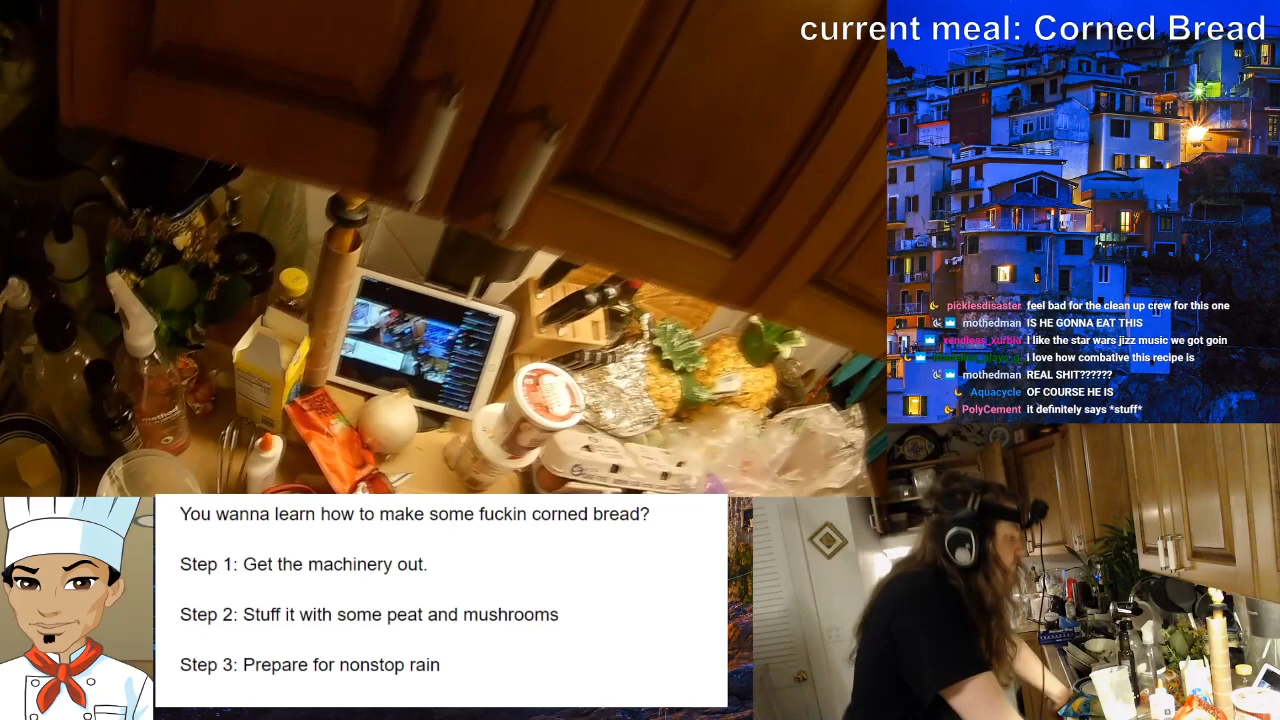 current meal: Corned Bread
picklesdisaster feel bad for the clean up crew for this one
mothedman IS HE GONNA EAT THIS
xendless_xurbia I like the star wars jizz music we got goin
I love how combative this recipe is
mothedman REAL SHIT??????
Aquacycle OF COURSE HE IS
PolyCement it definitely says *stuff*
method
You wanna learn how to make some fuckin corned bread?
Step 1: Get the machinery out.
Step 2: Stuff it with some peat and mushrooms
Step 3: Prepare for nonstop rain